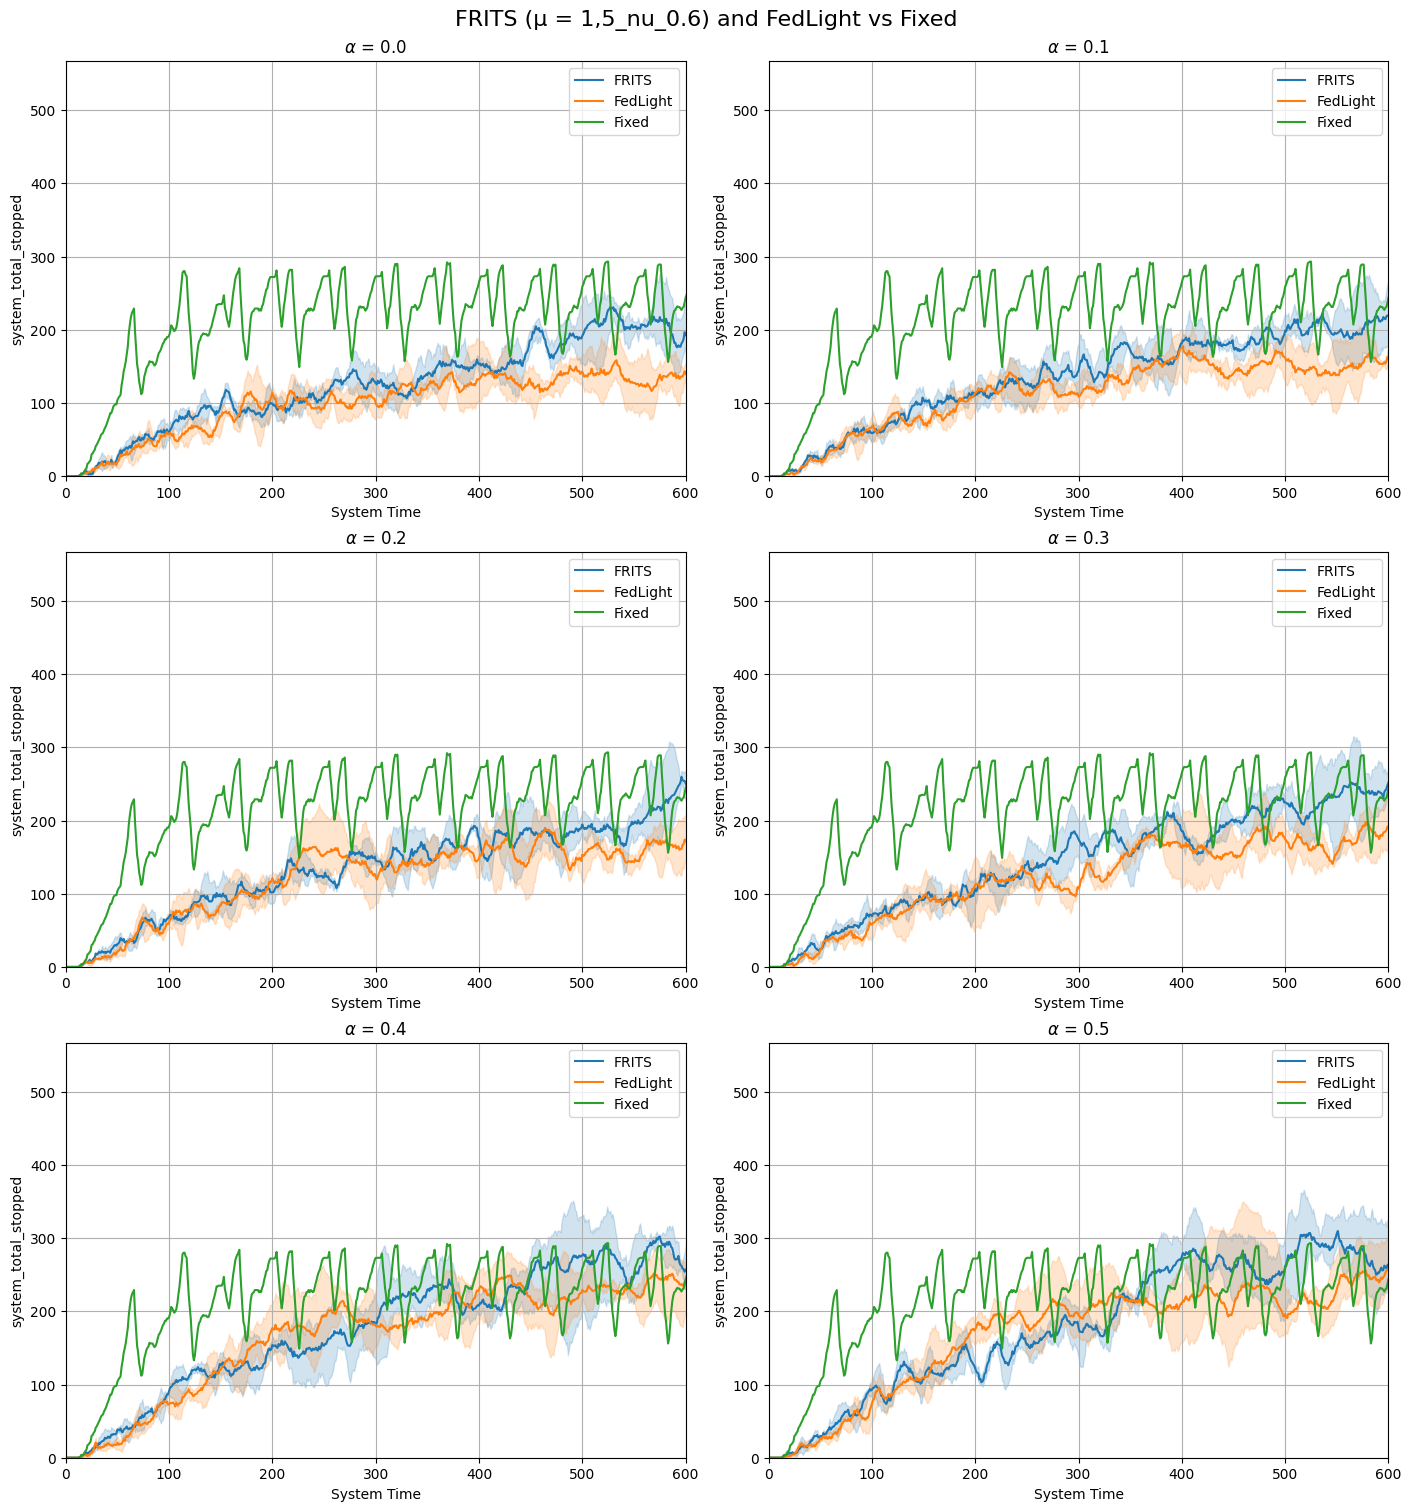 FRITS (μ = 1,5_nu_0.6) and FedLight vs Fixed
α = 0.0
system_total_stopped
500
400
300
200
100
0
0 100 200 300 400 500 600
System Time
FRITS
FedLight
Fixed
α = 0.1
system_total_stopped
500
400
300
200
100
0
0 100 200 300 400 500 600
System Time
FRITS
FedLight
Fixed
α = 0.2
system_total_stopped
500
400
300
200
100
0
0 100 200 300 400 500 600
System Time
FRITS
FedLight
Fixed
α = 0.3
system_total_stopped
500
400
300
200
100
0
0 100 200 300 400 500 600
System Time
FRITS
FedLight
Fixed
α = 0.4
system_total_stopped
500
400
300
200
100
0
0 100 200 300 400 500 600
System Time
FRITS
FedLight
Fixed
α = 0.5
system_total_stopped
500
400
300
200
100
0
0 100 200 300 400 500 600
System Time
FRITS
FedLight
Fixed